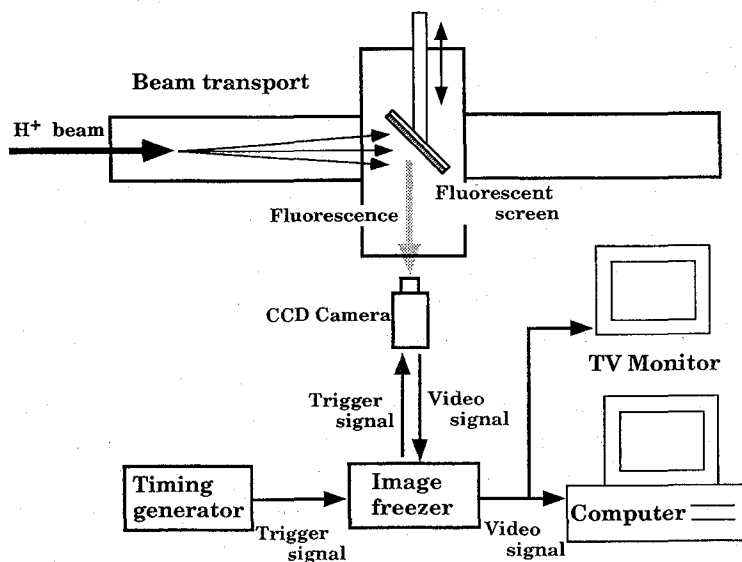 Beam transport
H+ beam
Fluorescence
Fluorescent
screen
CCD Camera
TV Monitor
Trigger
signal
Video
signal
Timing
generator
Image
freezer
Computer
Trigger
signal
Video
signal